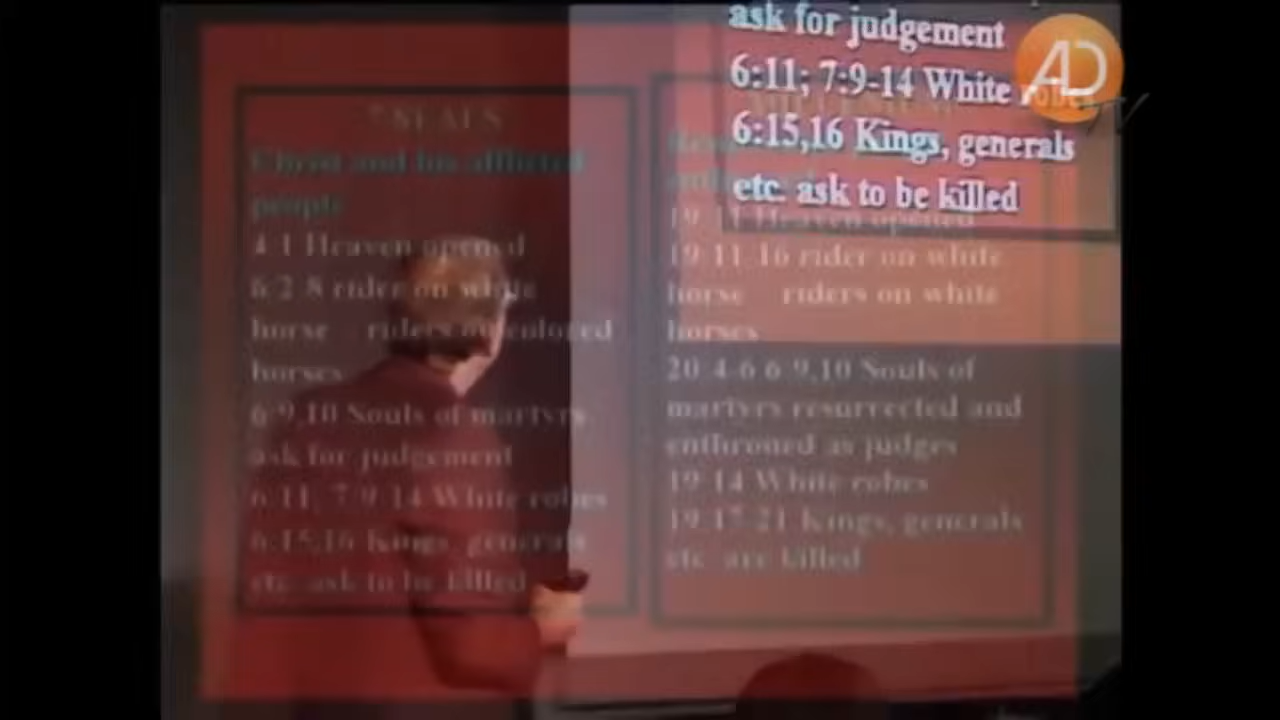 ask for judgement
6:11; 7:9-14 White robes
6:15,16 Kings, generals
etc. ask to be killed
AD
TV
7 SEALS
Christ and his afflicted
people
4:1 Heaven opened
6:2-8 rider on white
horse riders on colored
horses
6:9,10 Souls of martyrs
ask for judgement
6:11; 7:9-14 White robes
6:15,16 Kings, generals
etc. ask to be killed
19:11 Heaven opened
19:11-16 rider on white
horse riders on white
horses
20:4-6 6:9,10 Souls of
martyrs resurrected and
enthroned as judges
19:14 White robes
19:17-21 Kings, generals
etc. are killed